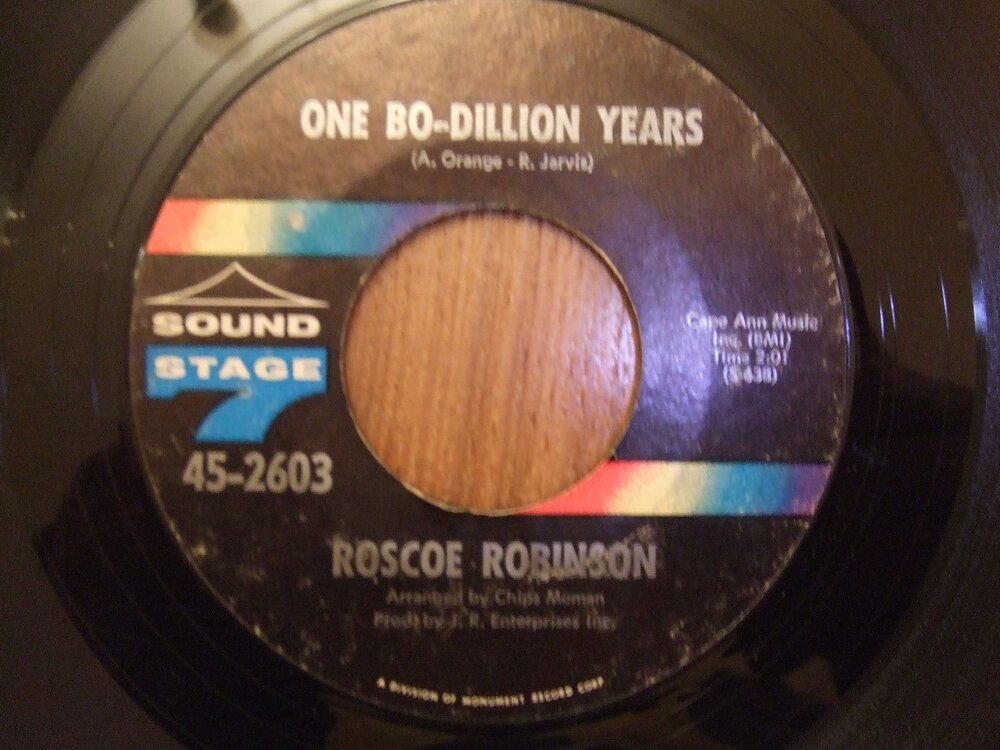 ONE BO-DILLION YEARS
(A. Orange - R. Jarvis)
SOUND
STAGE
7
Cape Ann Music
Inc. (BMI)
Time 2:01
45-2603
ROSCOE ROBINSON
Arranged by Chips Moman
Prod. by J. R. Enterprises Inc.
A DIVISION OF MONUMENT RECORD CORP